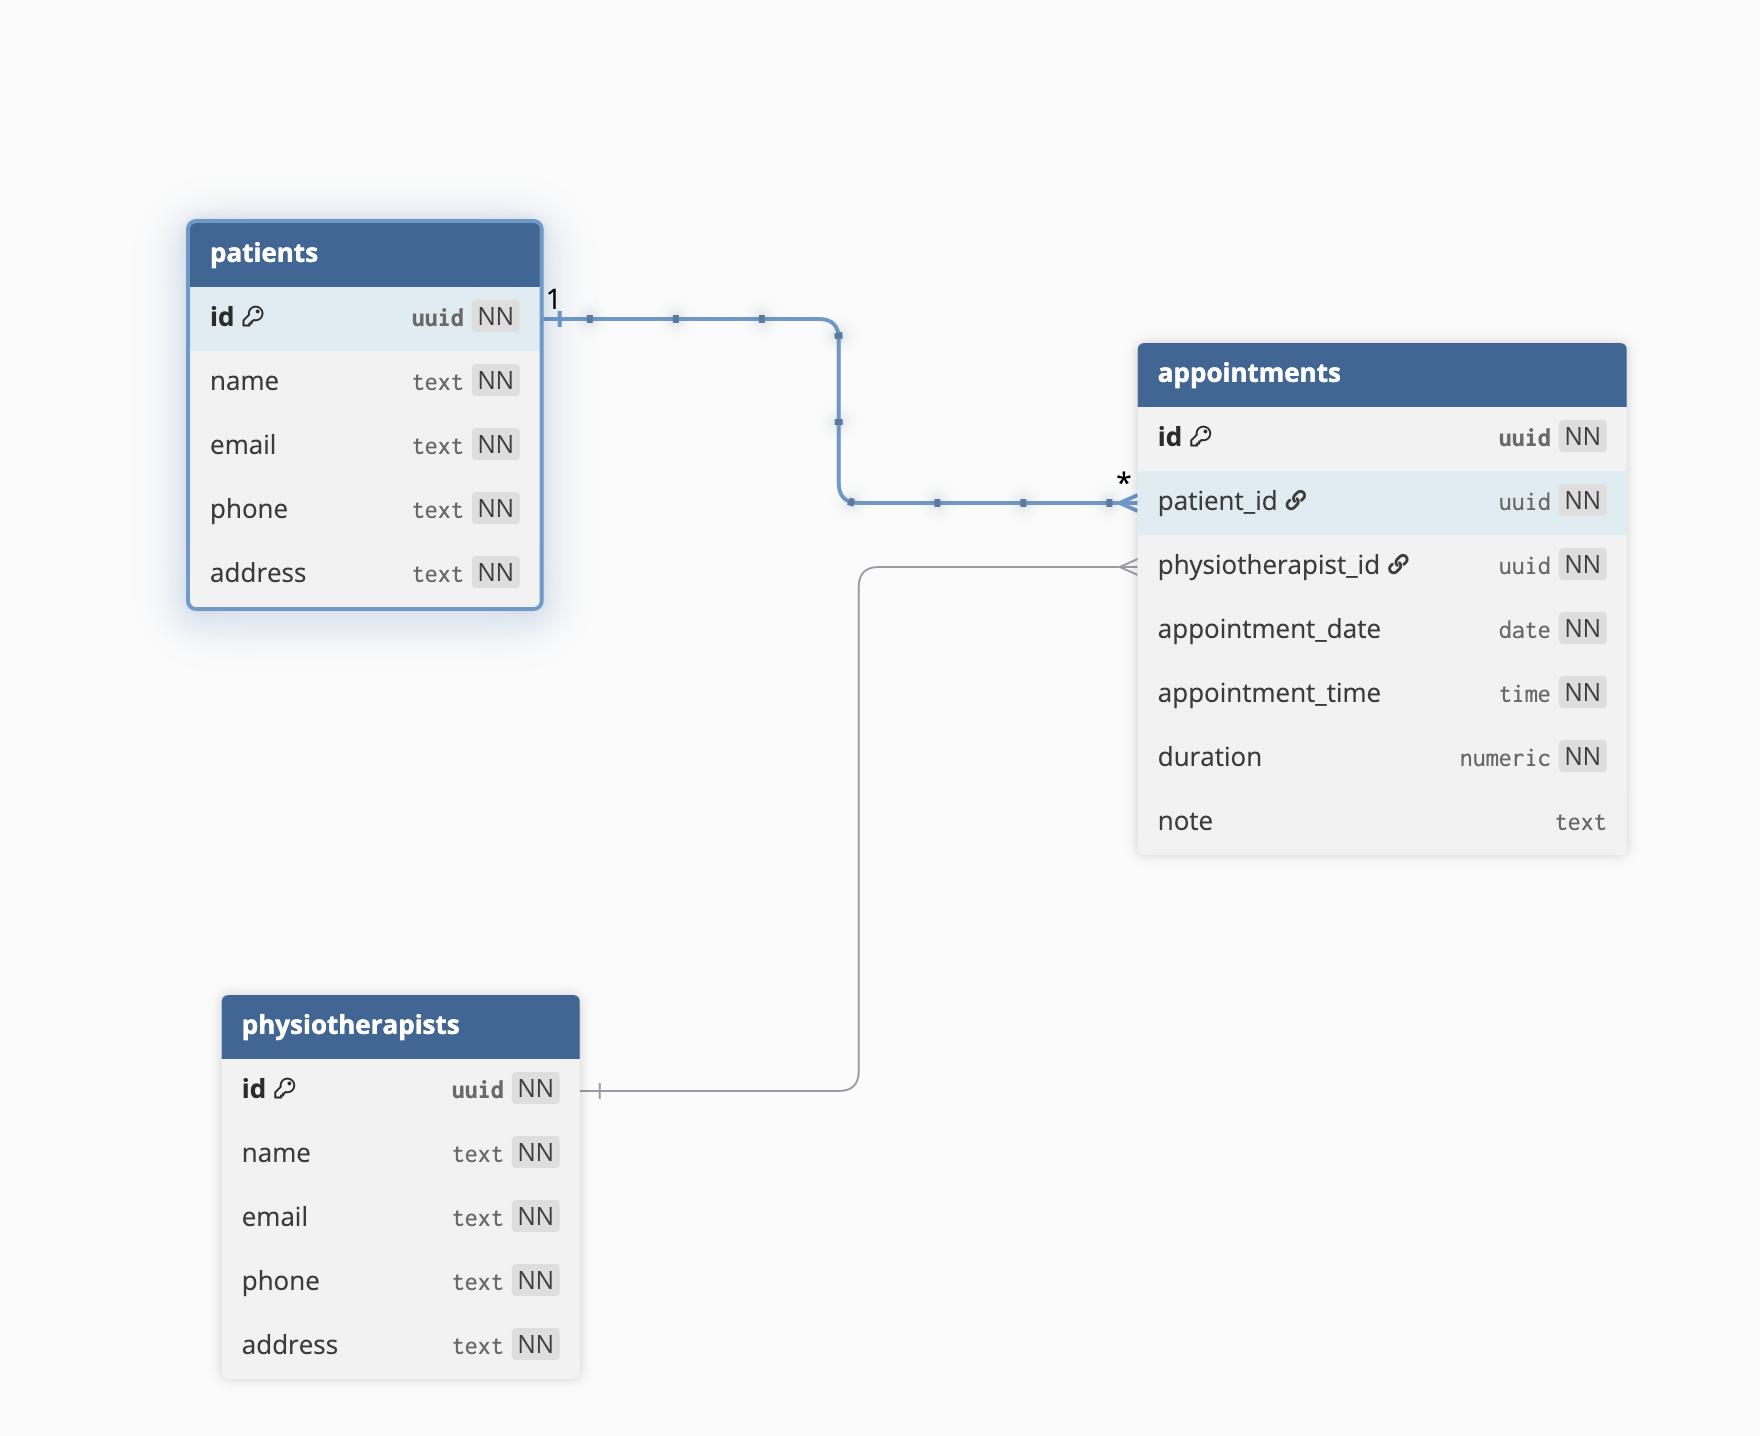 patients
id uuid NN
name text NN
email text NN
phone text NN
address text NN
1
*
appointments
id uuid NN
patient_id uuid NN
physiotherapist_id uuid NN
appointment_date date NN
appointment_time time NN
duration numeric NN
note text
physiotherapists
id uuid NN
name text NN
email text NN
phone text NN
address text NN